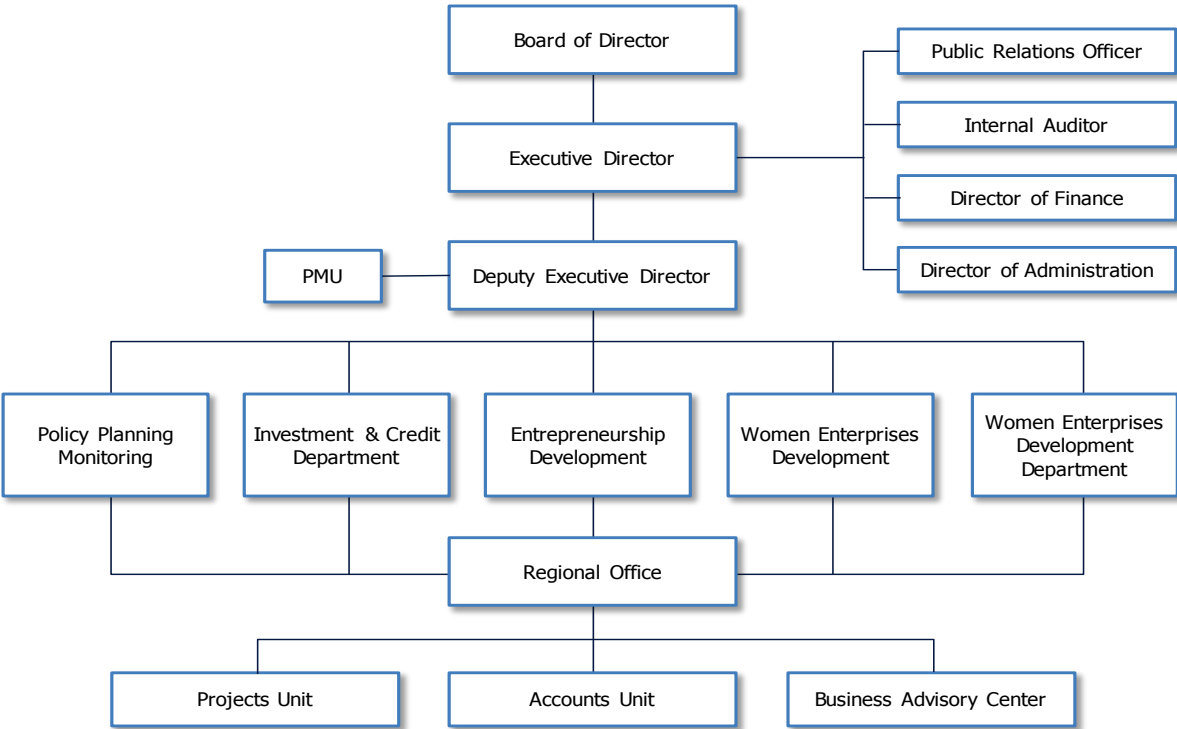 Board of Director
Public Relations Officer
Internal Auditor
Executive Director
Director of Finance
Director of Administration
PMU
Deputy Executive Director
Policy Planning
Monitoring
Investment & Credit
Department
Entrepreneurship
Development
Women Enterprises
Development
Women Enterprises
Development
Department
Regional Office
Projects Unit
Accounts Unit
Business Advisory Center